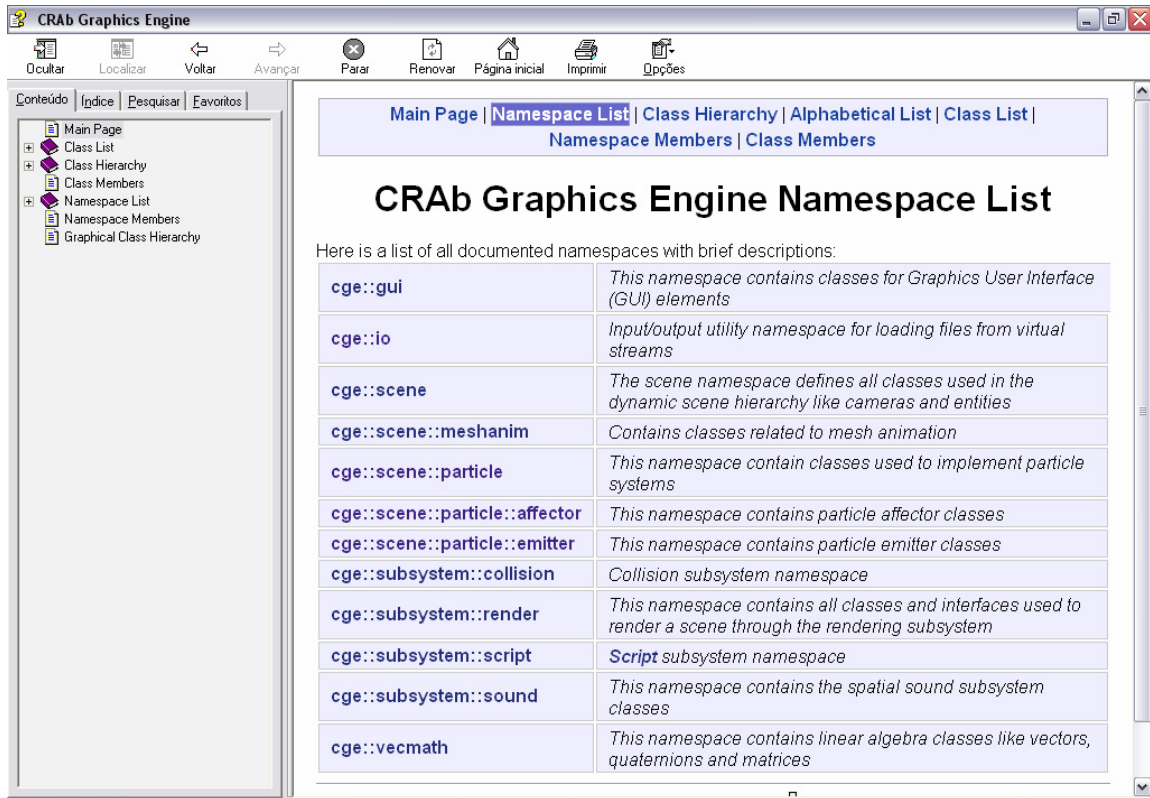 CRAb Graphics Engine
Ocultar
Localizar
Voltar
Avançar
Parar
Renovar
Página inicial
Imprimir
Opções
Conteúdo
Índice
Pesquisar
Favoritos
Main Page
Class List
Class Hierarchy
Class Members
Namespace List
Namespace Members
Graphical Class Hierarchy
Main Page | Namespace List | Class Hierarchy | Alphabetical List | Class List |
Namespace Members | Class Members
CRAb Graphics Engine Namespace List
Here is a list of all documented namespaces with brief descriptions:
cge::gui
This namespace contains classes for Graphics User Interface
(GUI) elements
cge::io
Input/output utility namespace for loading files from virtual
streams
cge::scene
The scene namespace defines all classes used in the
dynamic scene hierarchy like cameras and entities
cge::scene::meshanim
Contains classes related to mesh animation
cge::scene::particle
This namespace contain classes used to implement particle
systems
cge::scene::particle::affector
This namespace contains particle affector classes
cge::scene::particle::emitter
This namespace contains particle emitter classes
cge::subsystem::collision
Collision subsystem namespace
cge::subsystem::render
This namespace contains all classes and interfaces used to
render a scene through the rendering subsystem
cge::subsystem::script
Script subsystem namespace
cge::subsystem::sound
This namespace contains the spatial sound subsystem
classes
cge::vecmath
This namespace contains linear algebra classes like vectors,
quaternions and matrices